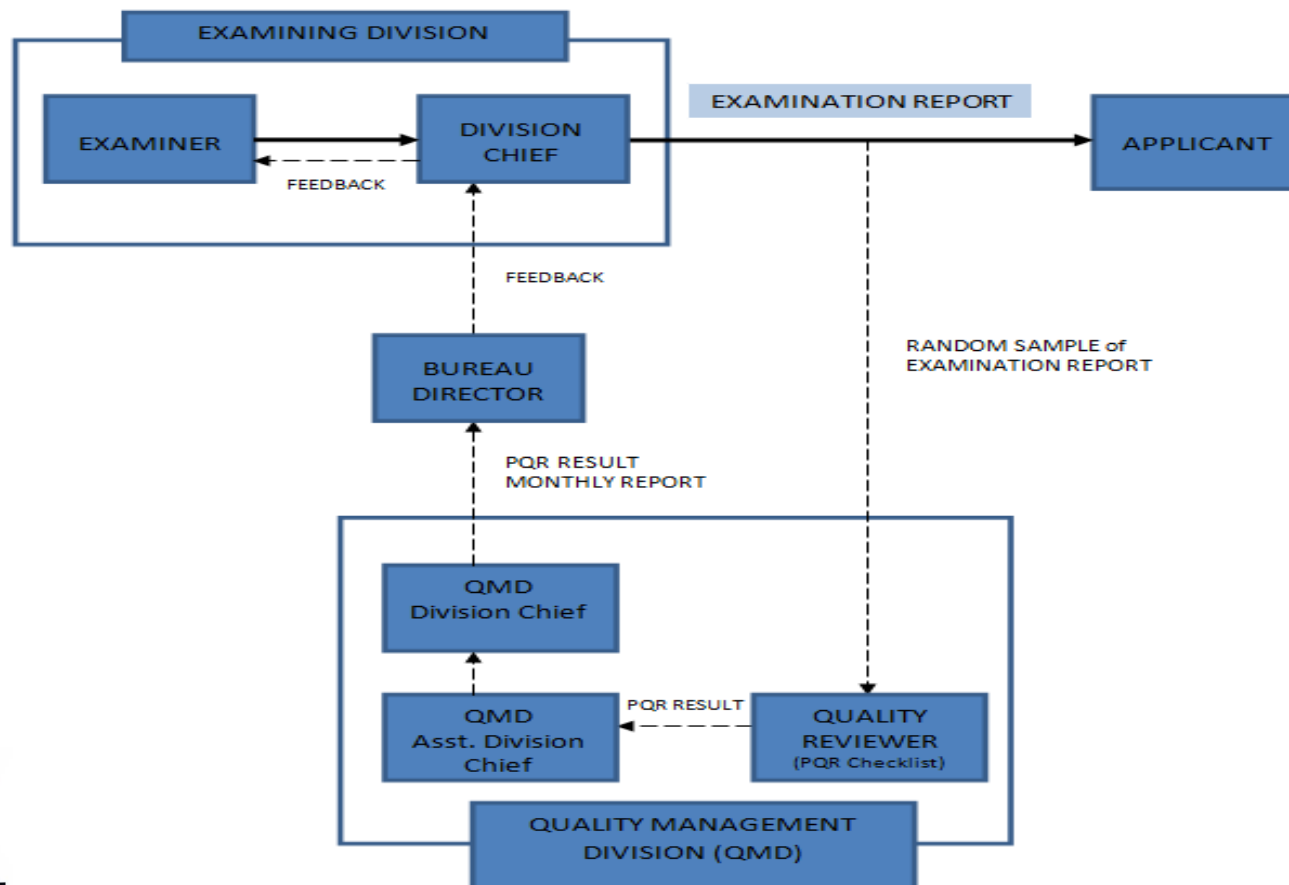 EXAMINING DIVISION
EXAMINATION REPORT
EXAMINER
DIVISION
CHIEF
APPLICANT
FEEDBACK
FEEDBACK
BUREAU
DIRECTOR
RANDOM SAMPLE of
EXAMINATION REPORT
PQR RESULT
MONTHLY REPORT
QMD
Division Chief
QMD
Asst. Division
Chief
PQR RESULT
QUALITY
REVIEWER
(PQR Checklist)
QUALITY MANAGEMENT
DIVISION (QMD)